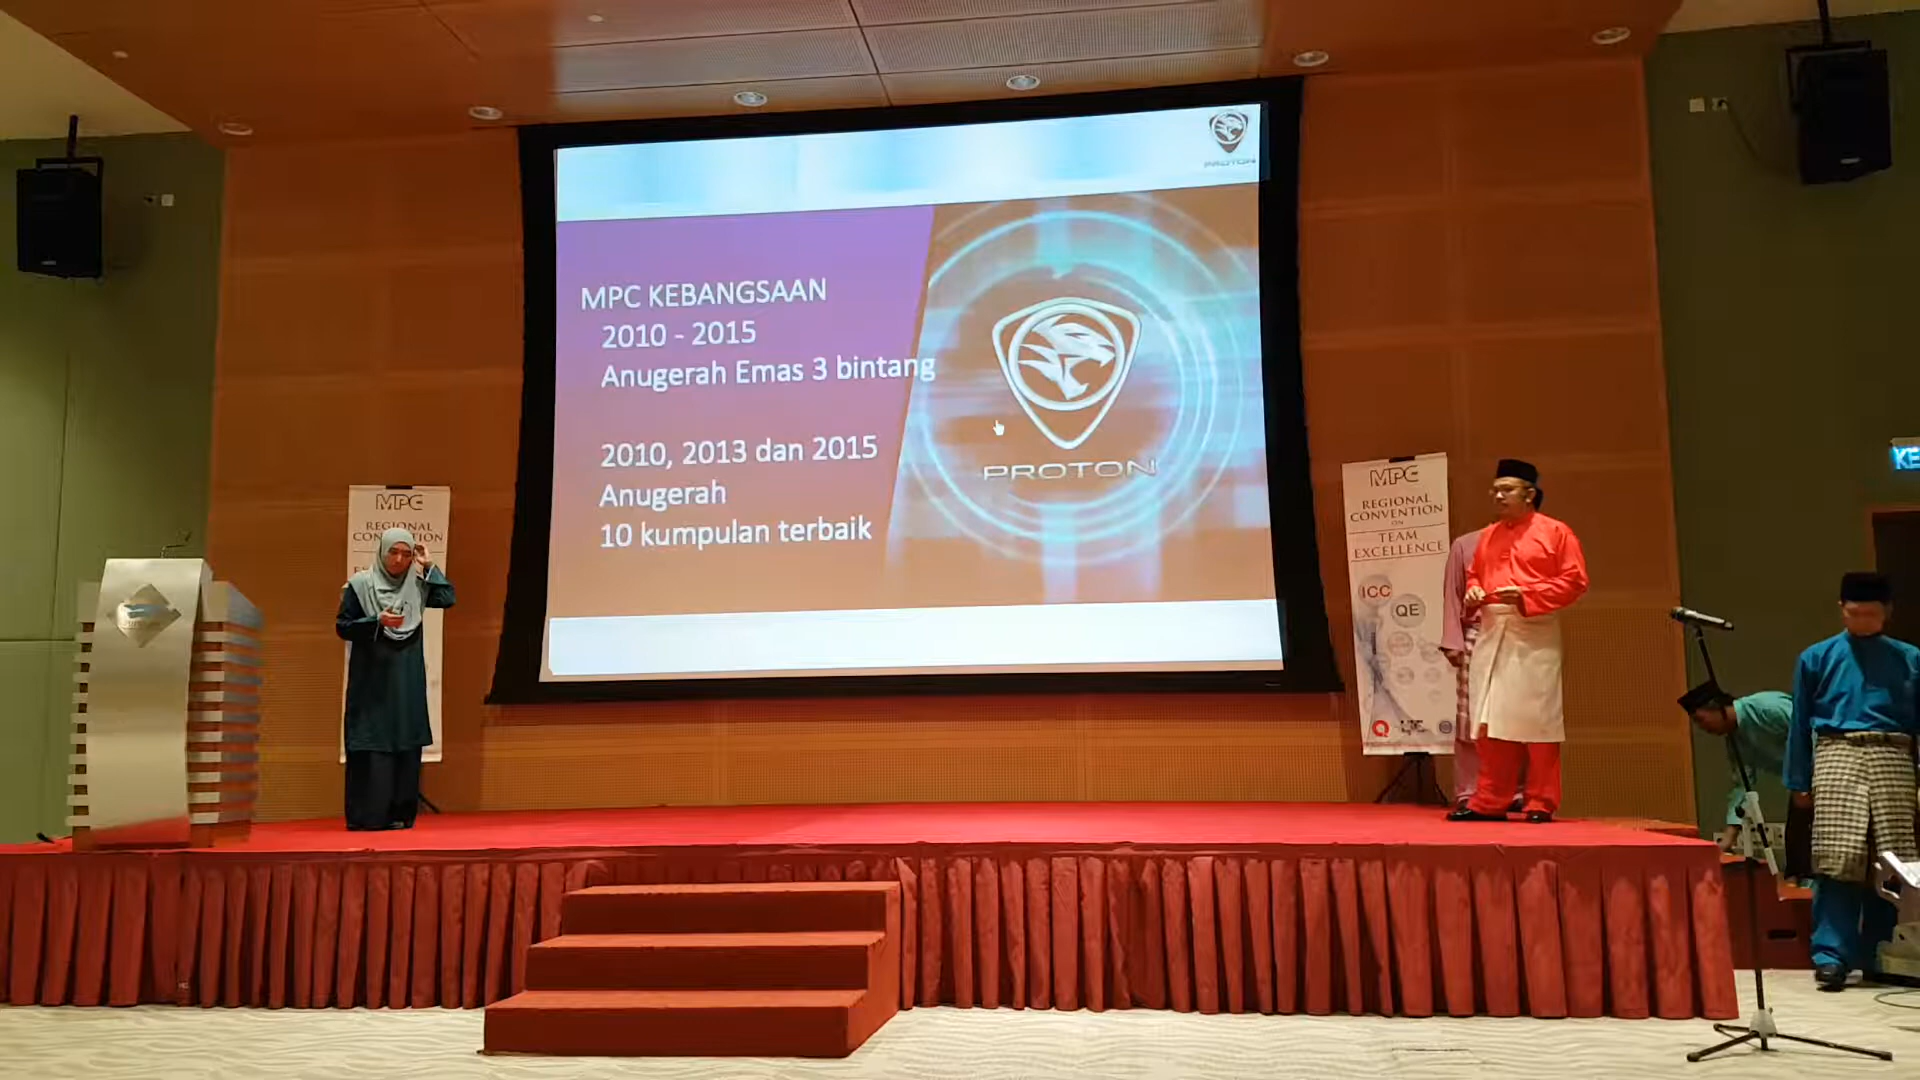 PROTON
MPC KEBANGSAAN
2010 - 2015
Anugerah Emas 3 bintang
2010, 2013 dan 2015
Anugerah
10 kumpulan terbaik
PROTON
MPC
REGIONAL
MPC
REGIONAL
CONVENTION
ON
TEAM
EXCELLENCE
ICC
QE
KE